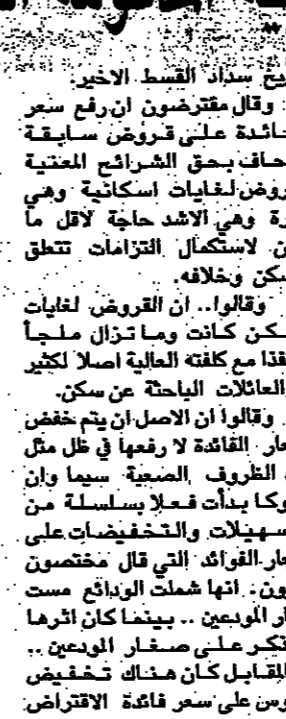 يخ سداد القسط الاخير.
وقال مقترضون ان رفع سعر
ائدة على قروض سابقة
حاف بحق الشرائح المعنية
روض لغايات اسكانية وهي
رة وهي الاشد حاجة لاقل ما
ن لاستكمال التزامات تتعلق
سكن وخلافه.
وقالوا.. ان القروض لغايات
سكن كانت وما تزال ملجأ
فذا مع كلفته العالية اصلا لكثير
العائلات الباحثة عن سكن.
وقالوا ان الاصل ان يتم خفض
عار الفائدة لا رفعها في ظل مثل
الظروف الصعبة سيما وان
وكا بدأت فعلا بسلسلة من
سهيلات والتخفيضات على
عار الفوائد التي قال مختصون
ون: انها شملت الودائع مست
ار المودعين .. بينما كان اثرها
تكر على صغار المودعين ..
المقابل كان هناك تخفيض
وس على سعر فائدة الاقتراض